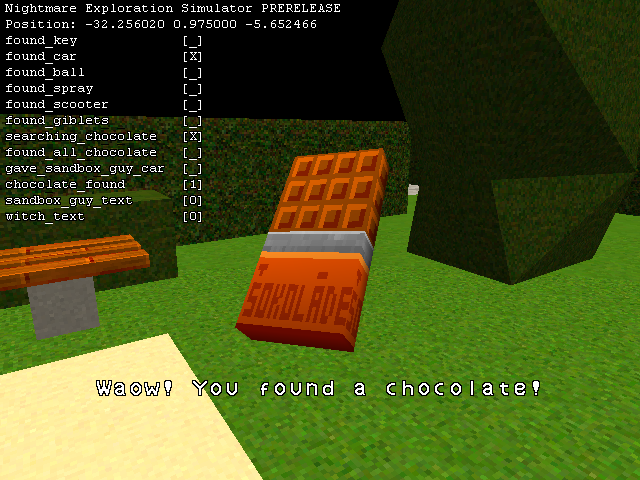 Nightmare Exploration Simulator PRERELEASE
Position: -32.256020 0.975000 -5.652466
found_key [_]
found_car [X]
found_ball [_]
found_spray [_]
found_scooter [_]
found_giblets [_]
searching_chocolate [X]
found_all_chocolate [_]
gave_sandbox_guy_car [_]
chocolate_found [1]
sandbox_guy_text [0]
witch_text [0]
SOKOLADES
Waow! You found a chocolate!